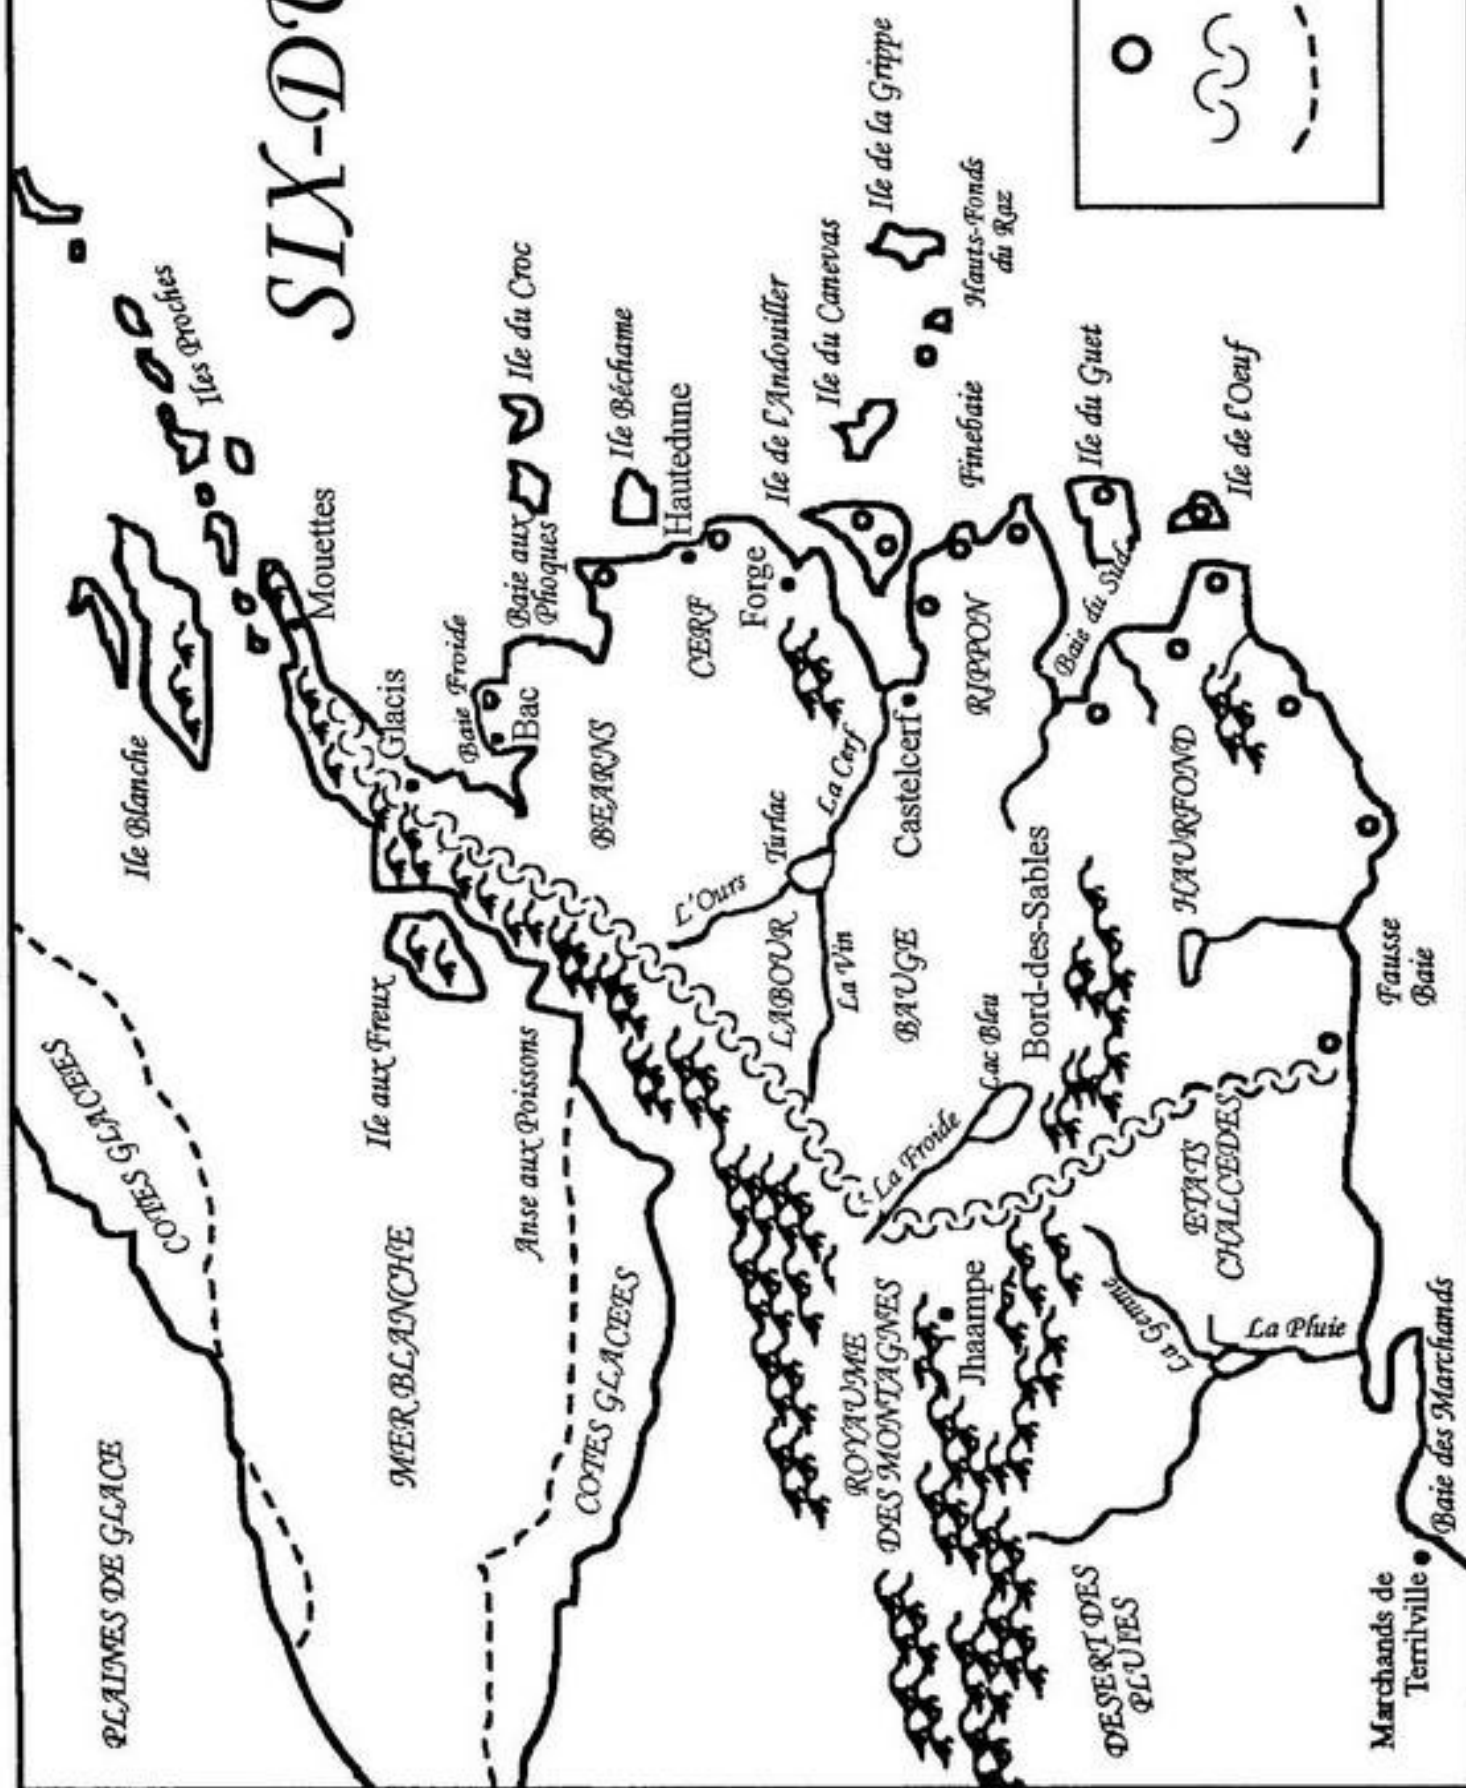 SIX-DU
PLAINES DE GLACE
COTES GLACEES
Ile Blanche
Iles Proches
Mouettes
MER BLANCHE
Ile aux Freux
Glacis
Baie Froide
Bac
Baie aux
Phoques
Ile du Croc
Anse aux Poissons
COTES GLACEES
BEARNS
Ile Béchame
Hautedune
CERF
Forge
L'Ours
Turlac
La Cerf
Ile de l'Andouiller
Ile du Canevas
Ile de la Grippe
Hauts-Fonds
du Raz
LABOUR
La Vin
BAUGE
Castelcerf
RIPPON
Finebaie
ROYAUME
DES MONTAGNES
Jhaampe
La Froide
Lac Bleu
Bord-des-Sables
Baie du Sud
Ile du Guet
Ile de l'Oeuf
HAURFOND
DESERT DES
PLUIES
La Gemme
La Pluie
ETATS
CHALCEDES
Fausse
Baie
Marchands de
Terrilville
Baie des Marchands